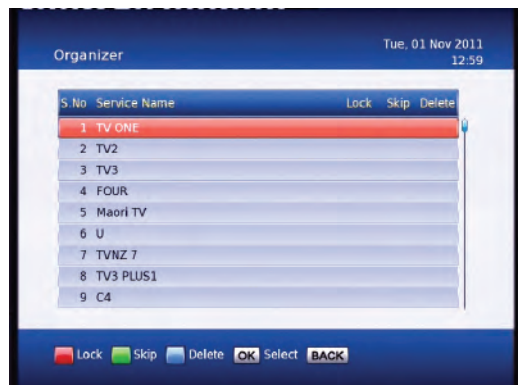 Organizer
Tue, 01 Nov 2011
12:59
S.No Service Name Lock Skip Delete
1 TV ONE
2 TV2
3 TV3
4 FOUR
5 Maori TV
6 U
7 TVNZ 7
8 TV3 PLUS1
9 C4
Lock Skip Delete OK Select BACK